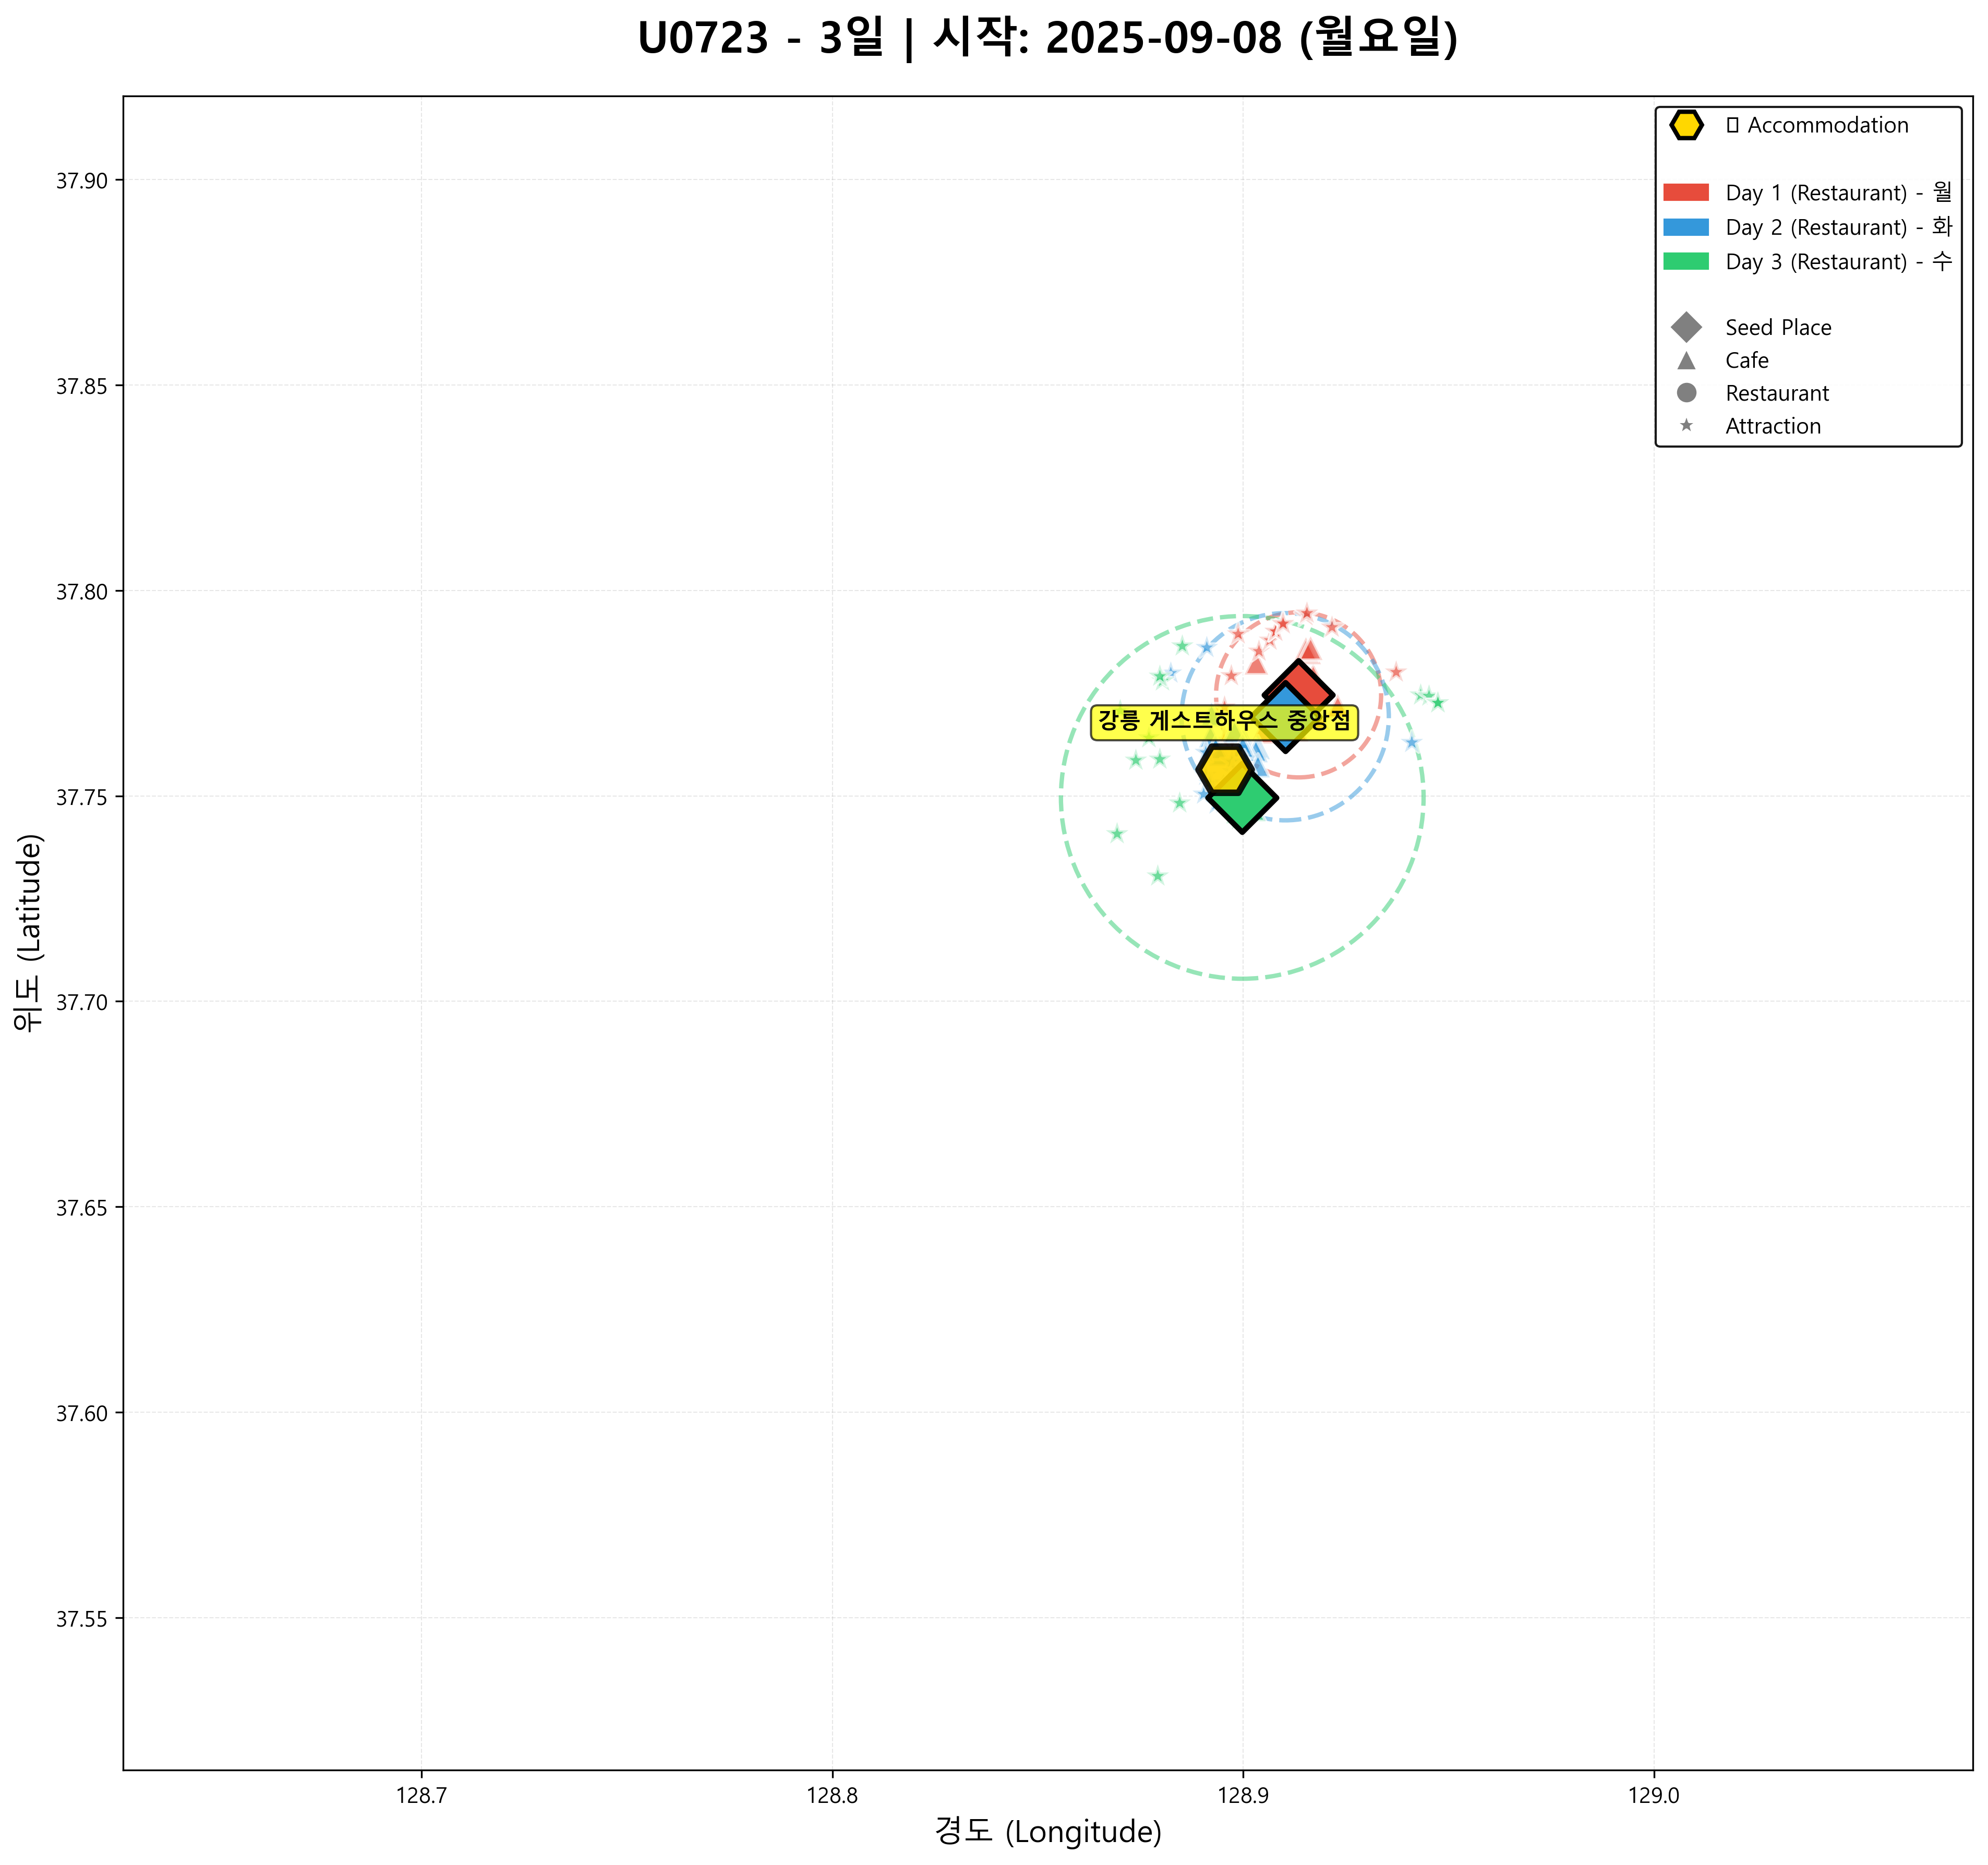 U0723 - 3일 | 시작: 2025-09-08 (월요일)
Accommodation
Day 1 (Restaurant) - 월
Day 2 (Restaurant) - 화
Day 3 (Restaurant) - 수
Seed Place
Cafe
Restaurant
Attraction
위도 (Latitude)
37.90
37.85
37.80
37.75
37.70
37.65
37.60
37.55
강릉 게스트하우스 중앙점
128.7
128.8
128.9
129.0
경도 (Longitude)